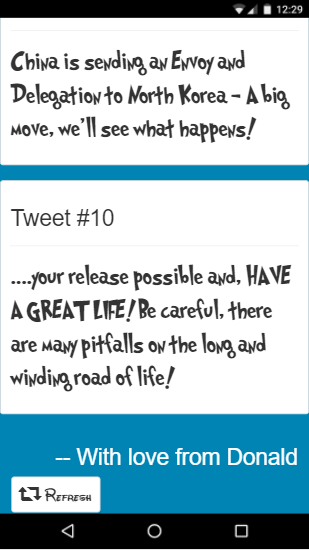 12:29
China is sending an Envoy and
Delegation to North Korea - A big
move, we'll see what happens!
Tweet #10
....your release possible and, HAVE
A GREAT LIFE! Be careful, there
are many pitfalls on the long and
winding road of life!
-- With love from Donald
Refresh